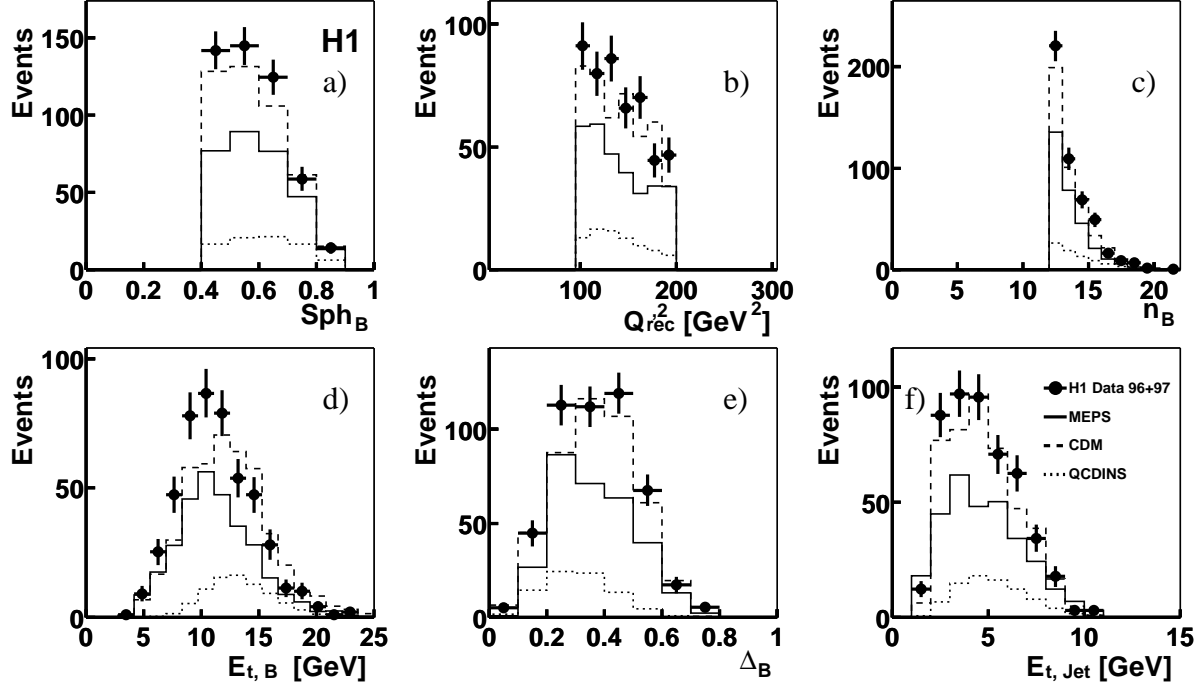 Events
150
100
50
0
H1
a)
0 0.2 0.4 0.6 0.8 1
Sph_B
Events
100
50
0
b)
100 200 300
Q'^2_rec [GeV^2]
Events
200
100
0
c)
0 5 10 15 20
n_B
Events
100
50
0
d)
0 5 10 15 20 25
E_t, B [GeV]
Events
100
50
0
e)
0 0.2 0.4 0.6 0.8 1
Δ_B
Events
100
50
0
f)
H1 Data 96+97
MEPS
CDM
QCDINS
0 5 10 15
E_t, Jet [GeV]